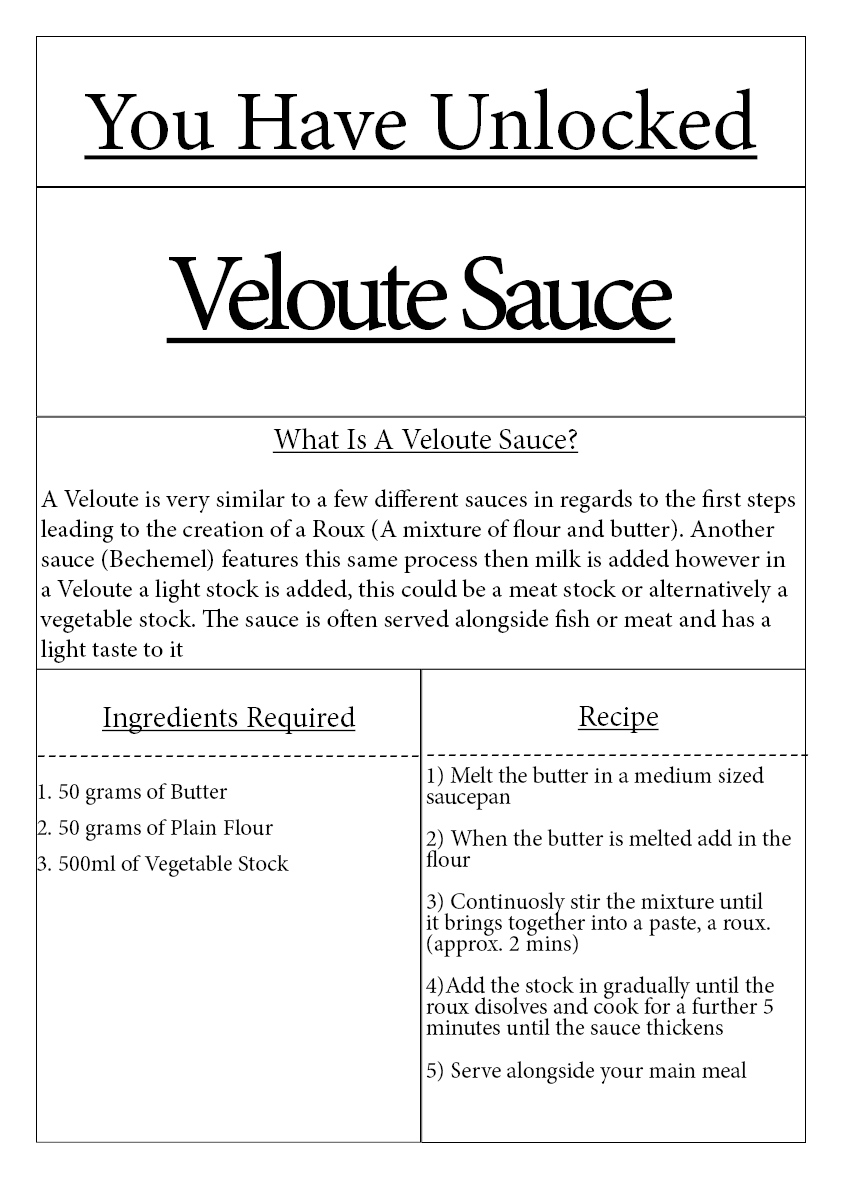 You Have Unlocked
Veloute Sauce
What Is A Veloute Sauce?
A Veloute is very similar to a few different sauces in regards to the first steps
leading to the creation of a Roux (A mixture of flour and butter). Another
sauce (Bechemel) features this same process then milk is added however in
a Veloute a light stock is added, this could be a meat stock or alternatively a
vegetable stock. The sauce is often served alongside fish or meat and has a
light taste to it
Ingredients Required
1. 50 grams of Butter
2. 50 grams of Plain Flour
3. 500ml of Vegetable Stock
Recipe
1) Melt the butter in a medium sized
saucepan
2) When the butter is melted add in the
flour
3) Continuosly stir the mixture until
it brings together into a paste, a roux.
(approx. 2 mins)
4)Add the stock in gradually until the
roux disolves and cook for a further 5
minutes until the sauce thickens
5) Serve alongside your main meal